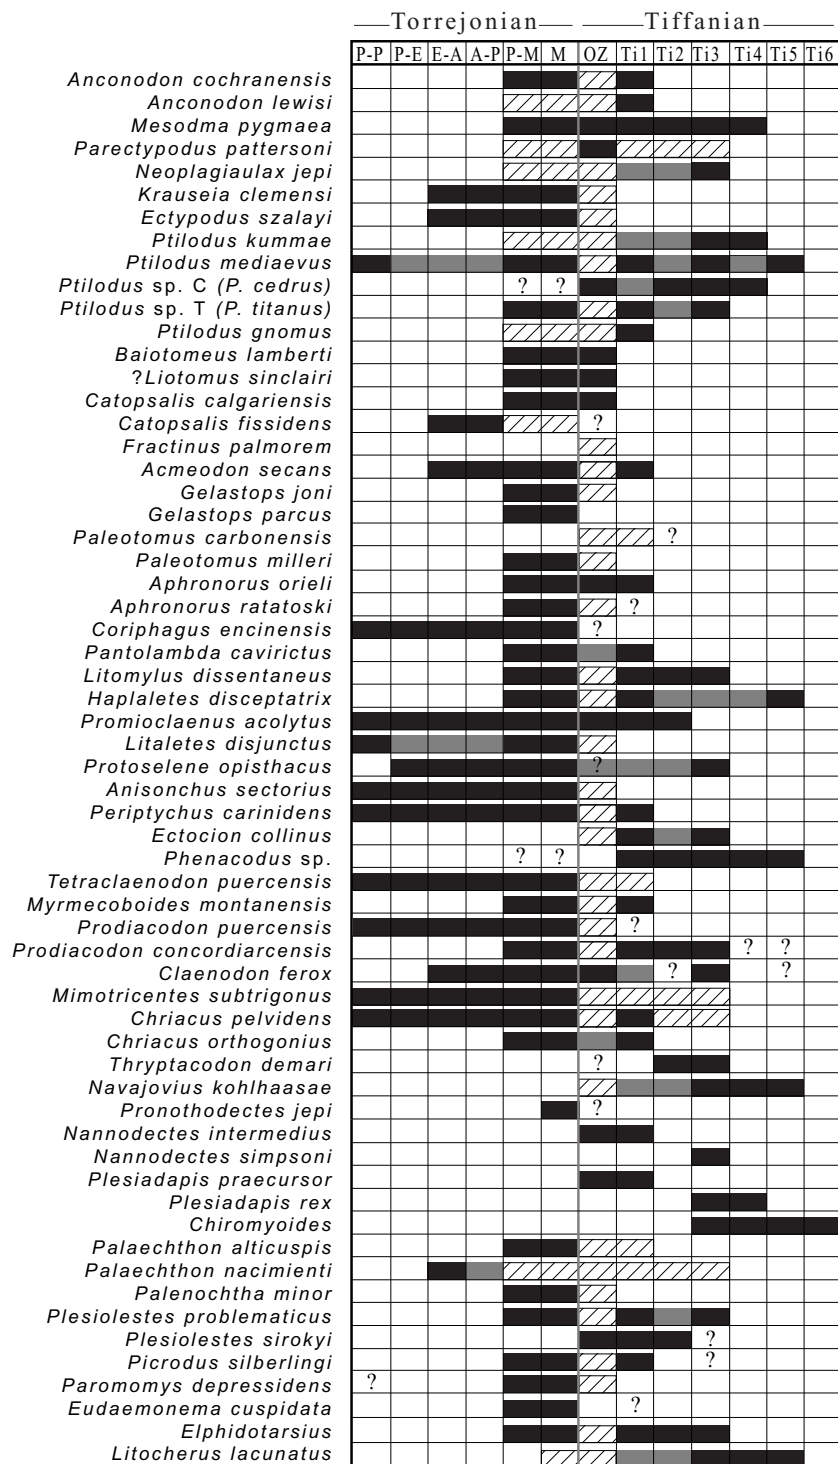 Torrejonian Tiffanian
P-P P-E E-A A-P P-M M OZ Ti1 Ti2 Ti3 Ti4 Ti5 Ti6
Anconodon cochranensis
Anconodon lewisi
Mesodma pygmaea
Parectypodus pattersoni
Neoplagiaulax jepi
Krauseia clemensi
Ectypodus szalayi
Ptilodus kummae
Ptilodus mediaevus
Ptilodus sp. C (P. cedrus) ? ?
Ptilodus sp. T (P. titanus)
Ptilodus gnomus
Baiotomeus lamberti
?Liotomus sinclairi
Catopsalis calgariensis
Catopsalis fissidens ?
Fractinus palmorem
Acmeodon secans
Gelastops joni
Gelastops parcus
Paleotomus carbonensis ?
Paleotomus milleri
Aphronorus orieli
Aphronorus ratatoski ?
Coriphagus encinensis ?
Pantolambda cavirictus
Litomylus dissentaneus
Haplaletes disceptatrix
Promioclaenus acolytus
Litaletes disjunctus
Protoselene opisthacus ?
Anisonchus sectorius
Periptychus carinidens
Ectocion collinus
Phenacodus sp. ? ?
Tetraclaenodon puercensis
Myrmecoboides montanensis
Prodiacodon puercensis ?
Prodiacodon concordiarcensis ? ?
Claenodon ferox ? ?
Mimotricentes subtrigonus
Chriacus pelvidens
Chriacus orthogonius
Thryptacodon demari ?
Navajovius kohlhaasae
Pronothodectes jepi ?
Nannodectes intermedius
Nannodectes simpsoni
Plesiadapis praecursor
Plesiadapis rex
Chiromyoides
Palaechthon alticuspis
Palaechthon nacimienti
Palenochtha minor
Plesiolestes problematicus
Plesiolestes sirokyi ?
Picrodus silberlingi ?
Paromomys depressidens ?
Eudaemonema cuspidata ?
Elphidotarsius
Litocherus lacunatus